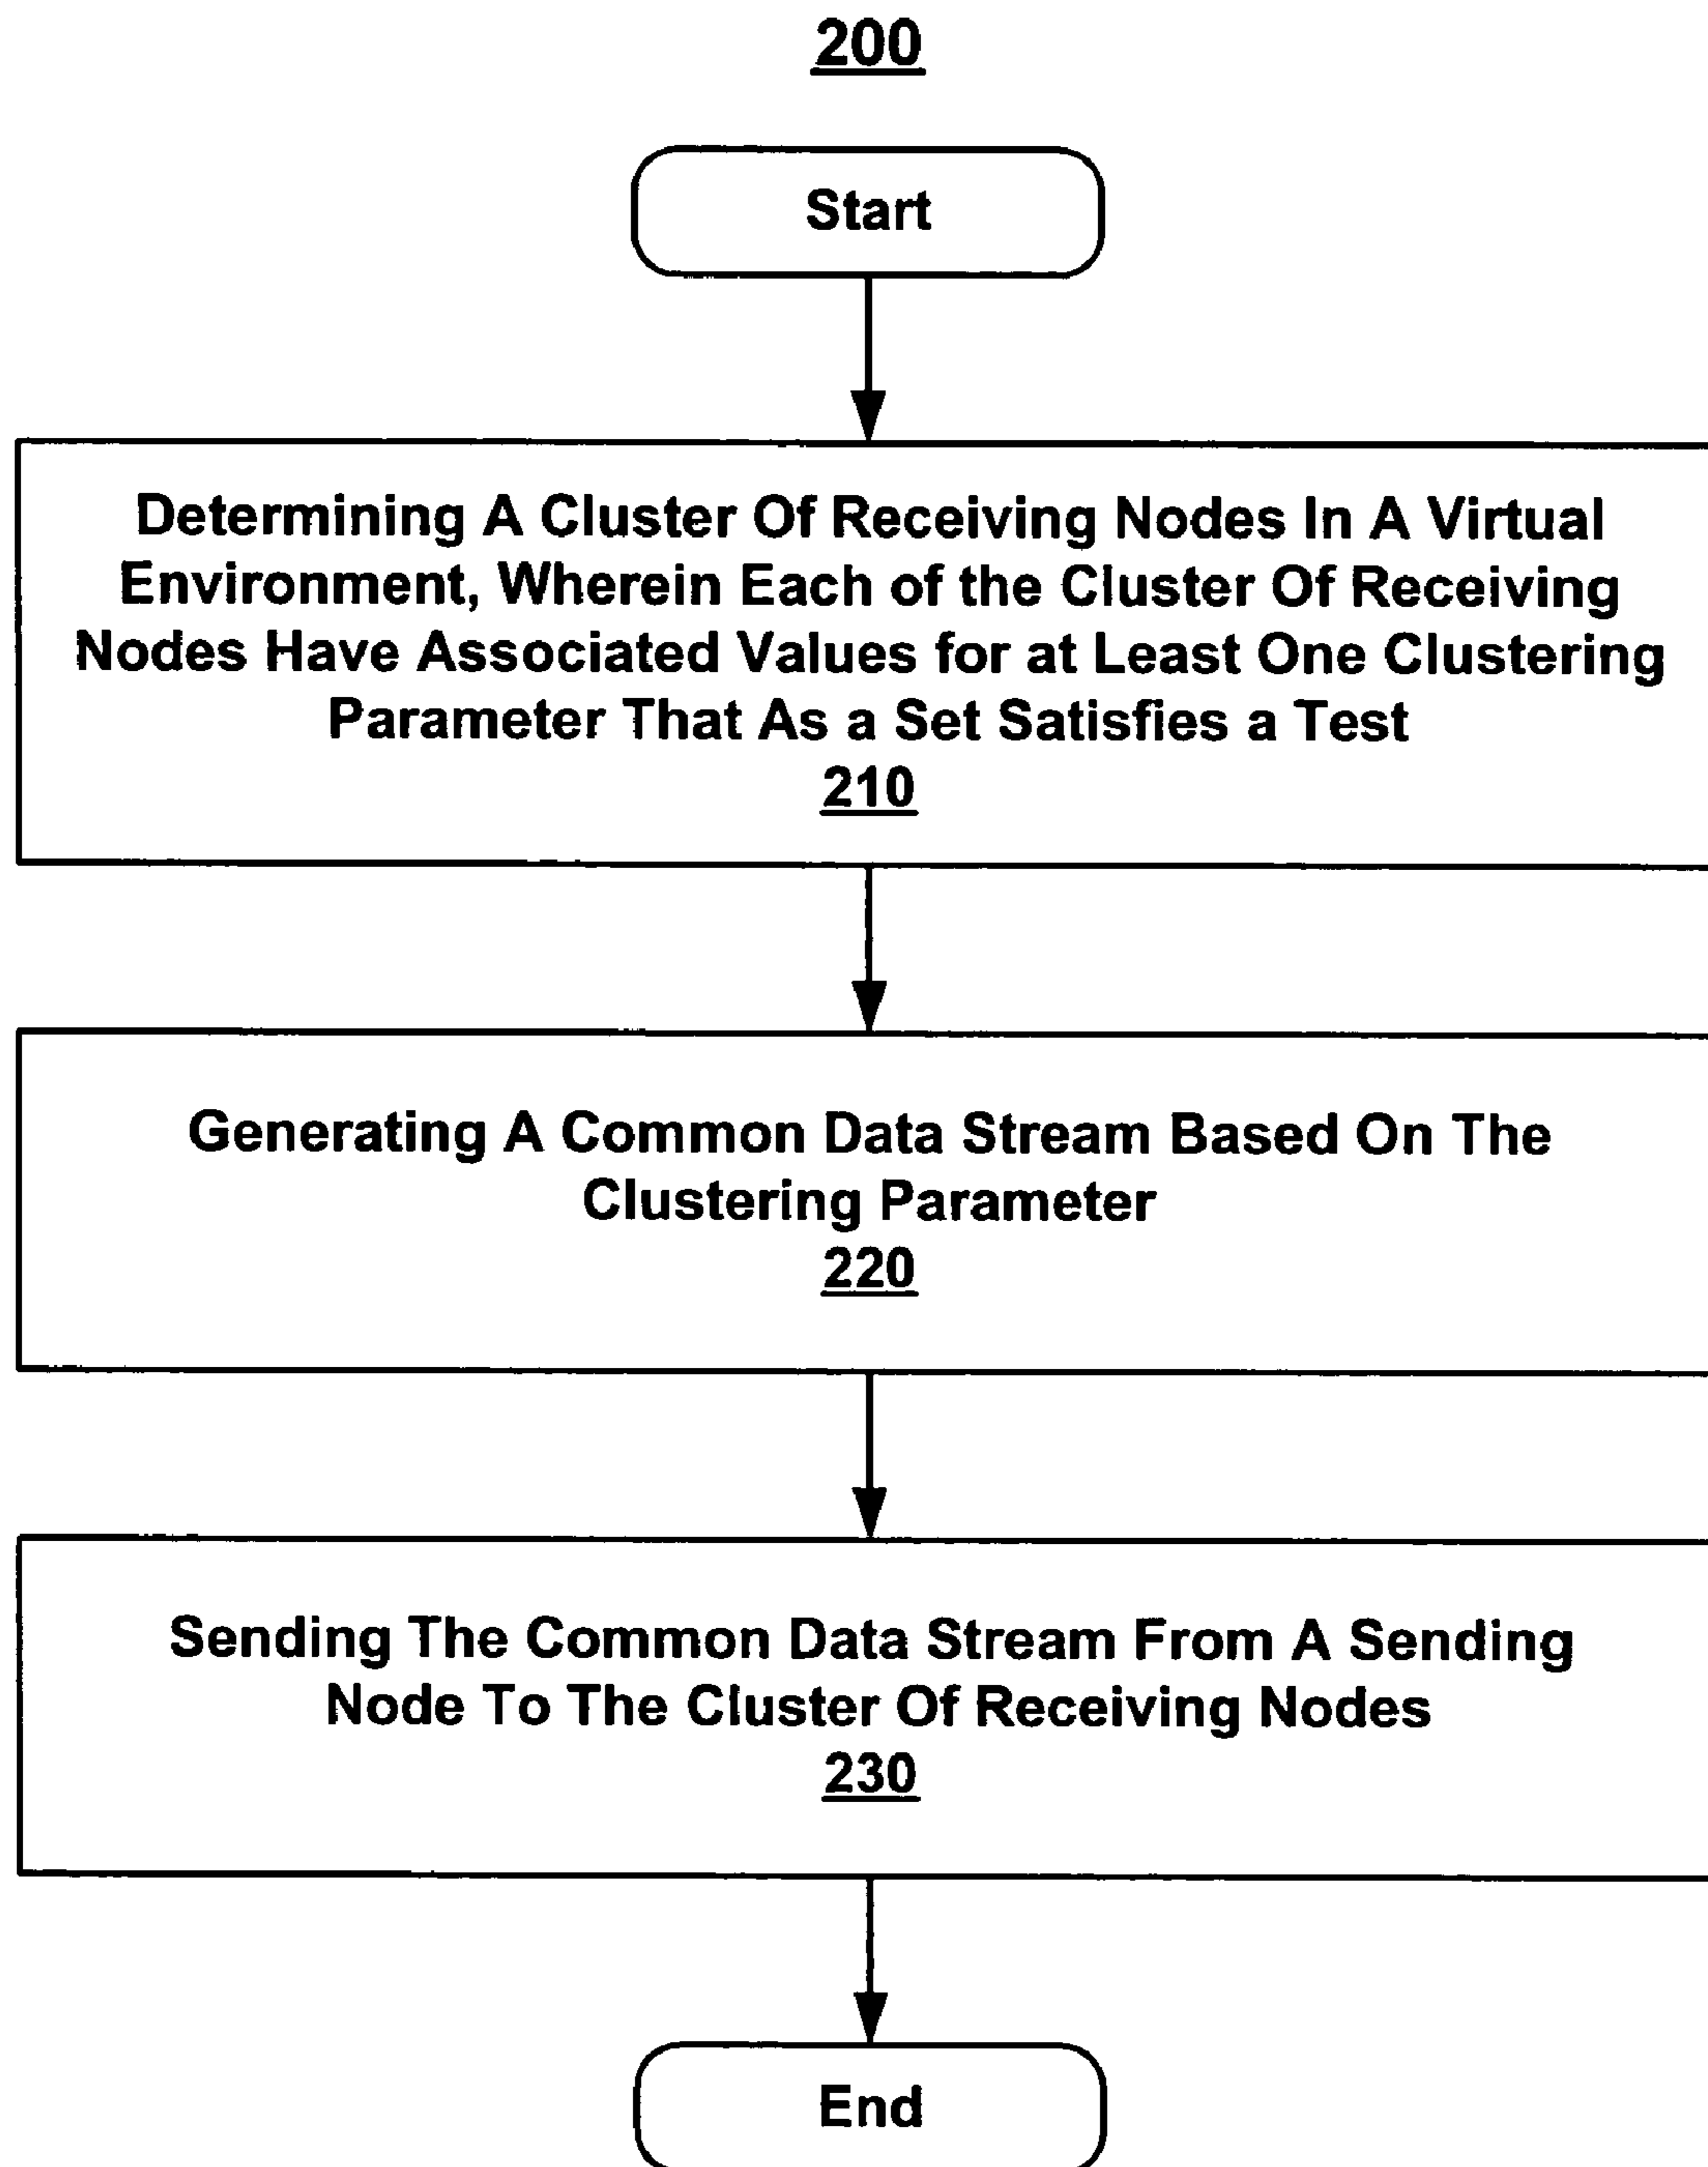 200
Start
Determining A Cluster Of Receiving Nodes In A Virtual
Environment, Wherein Each of the Cluster Of Receiving
Nodes Have Associated Values for at Least One Clustering
Parameter That As a Set Satisfies a Test
210
Generating A Common Data Stream Based On The
Clustering Parameter
220
Sending The Common Data Stream From A Sending
Node To The Cluster Of Receiving Nodes
230
End